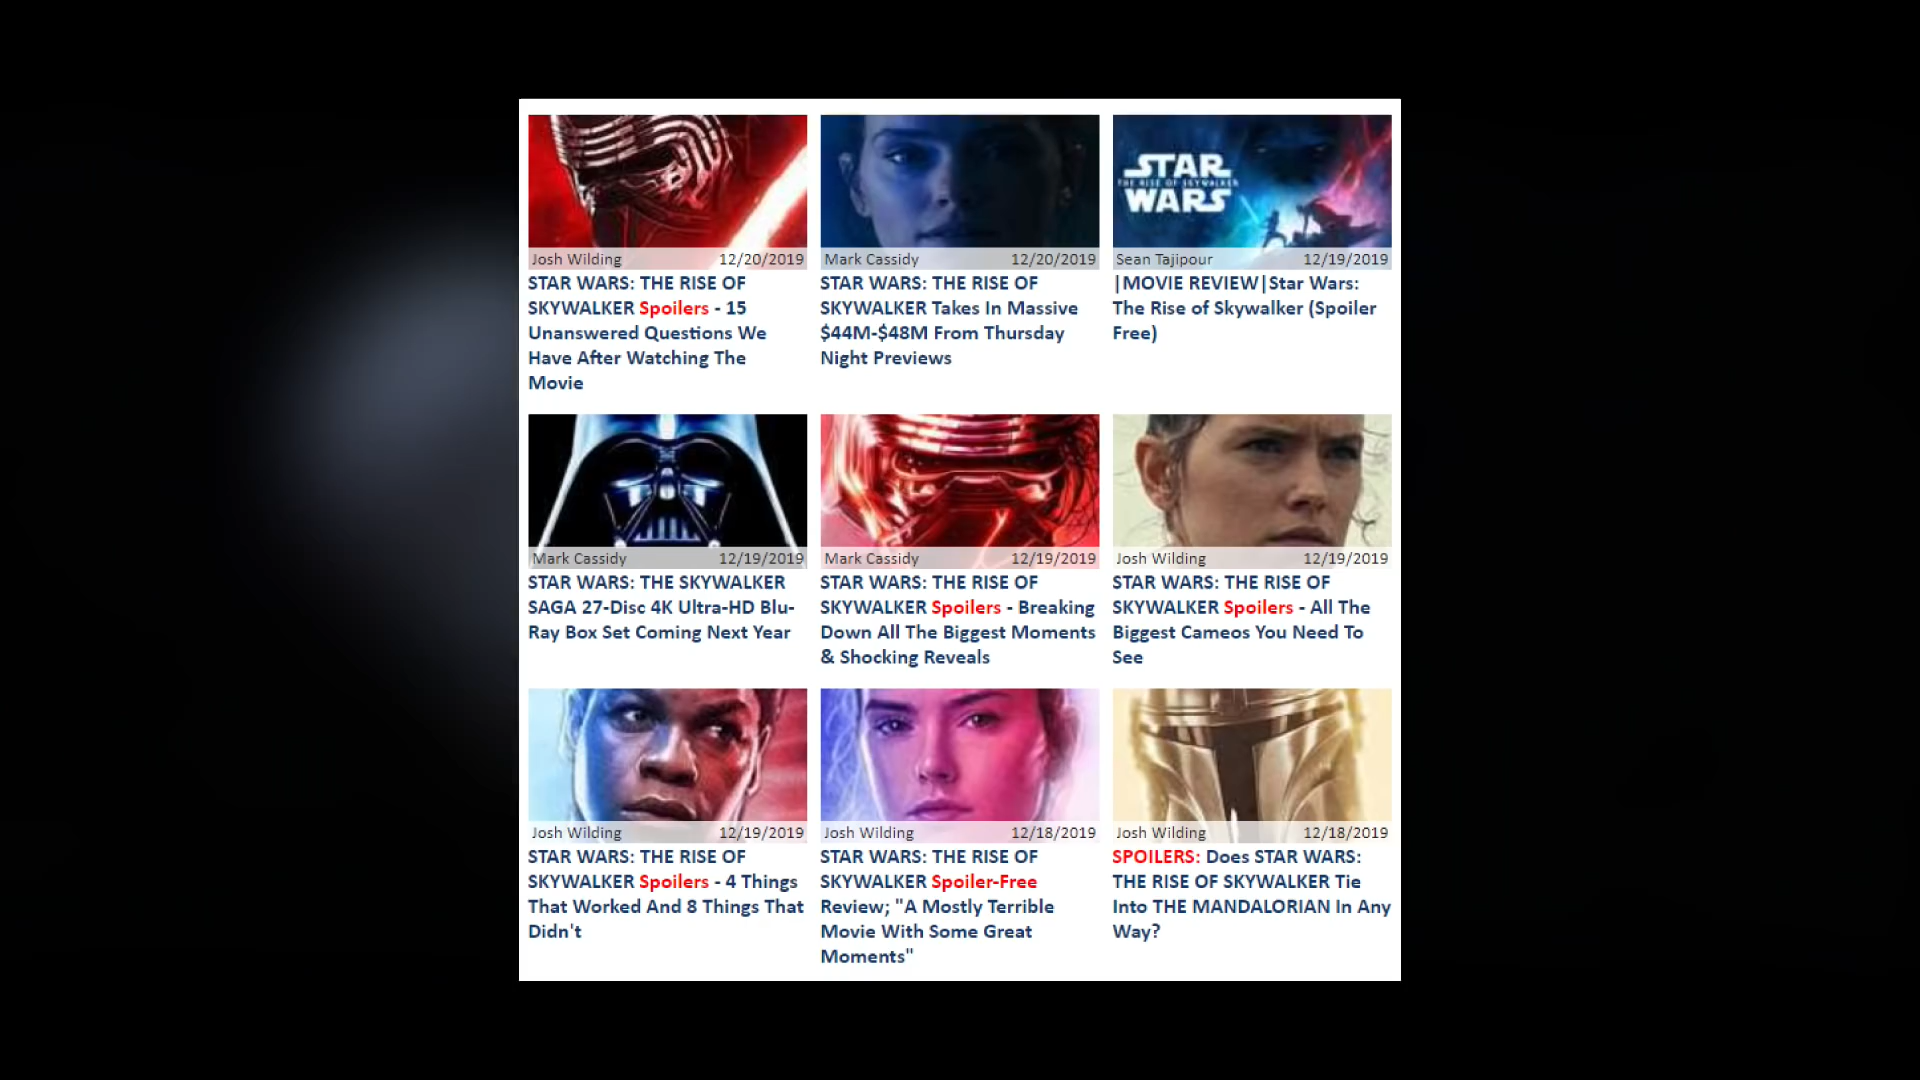 Josh Wilding 12/20/2019
STAR WARS: THE RISE OF
SKYWALKER Spoilers - 15
Unanswered Questions We
Have After Watching The
Movie
Mark Cassidy 12/20/2019
STAR WARS: THE RISE OF
SKYWALKER Takes In Massive
$44M-$48M From Thursday
Night Previews
STAR
THE RISE OF SKYWALKER
WARS
Sean Tajipour 12/19/2019
|MOVIE REVIEW|Star Wars:
The Rise of Skywalker (Spoiler
Free)
Mark Cassidy 12/19/2019
STAR WARS: THE SKYWALKER
SAGA 27-Disc 4K Ultra-HD Blu-
Ray Box Set Coming Next Year
Mark Cassidy 12/19/2019
STAR WARS: THE RISE OF
SKYWALKER Spoilers - Breaking
Down All The Biggest Moments
& Shocking Reveals
Josh Wilding 12/19/2019
STAR WARS: THE RISE OF
SKYWALKER Spoilers - All The
Biggest Cameos You Need To
See
Josh Wilding 12/19/2019
STAR WARS: THE RISE OF
SKYWALKER Spoilers - 4 Things
That Worked And 8 Things That
Didn't
Josh Wilding 12/18/2019
STAR WARS: THE RISE OF
SKYWALKER Spoiler-Free
Review; "A Mostly Terrible
Movie With Some Great
Moments"
Josh Wilding 12/18/2019
SPOILERS: Does STAR WARS:
THE RISE OF SKYWALKER Tie
Into THE MANDALORIAN In Any
Way?